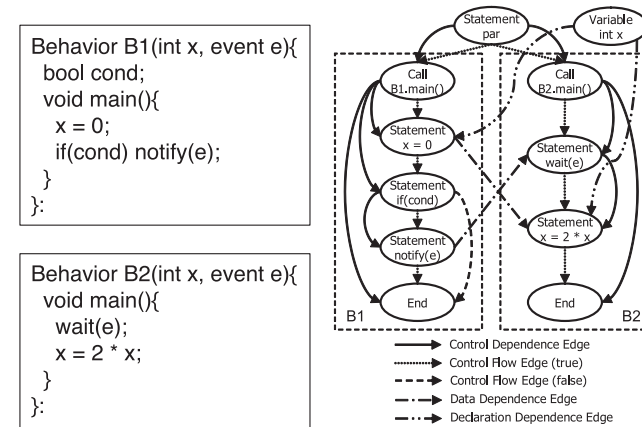 Behavior B1(int x, event e){
bool cond;
void main(){
x = 0;
if(cond) notify(e);
}
}:
Behavior B2(int x, event e){
void main(){
wait(e);
x = 2 * x;
}
}:
Statement
par
Variable
int x
Call
B1.main()
Statement
x = 0
Statement
if(cond)
Statement
notify(e)
End
B1
Call
B2.main()
Statement
wait(e)
Statement
x = 2 * x
End
B2
Control Dependence Edge
Control Flow Edge (true)
Control Flow Edge (false)
Data Dependence Edge
Declaration Dependence Edge